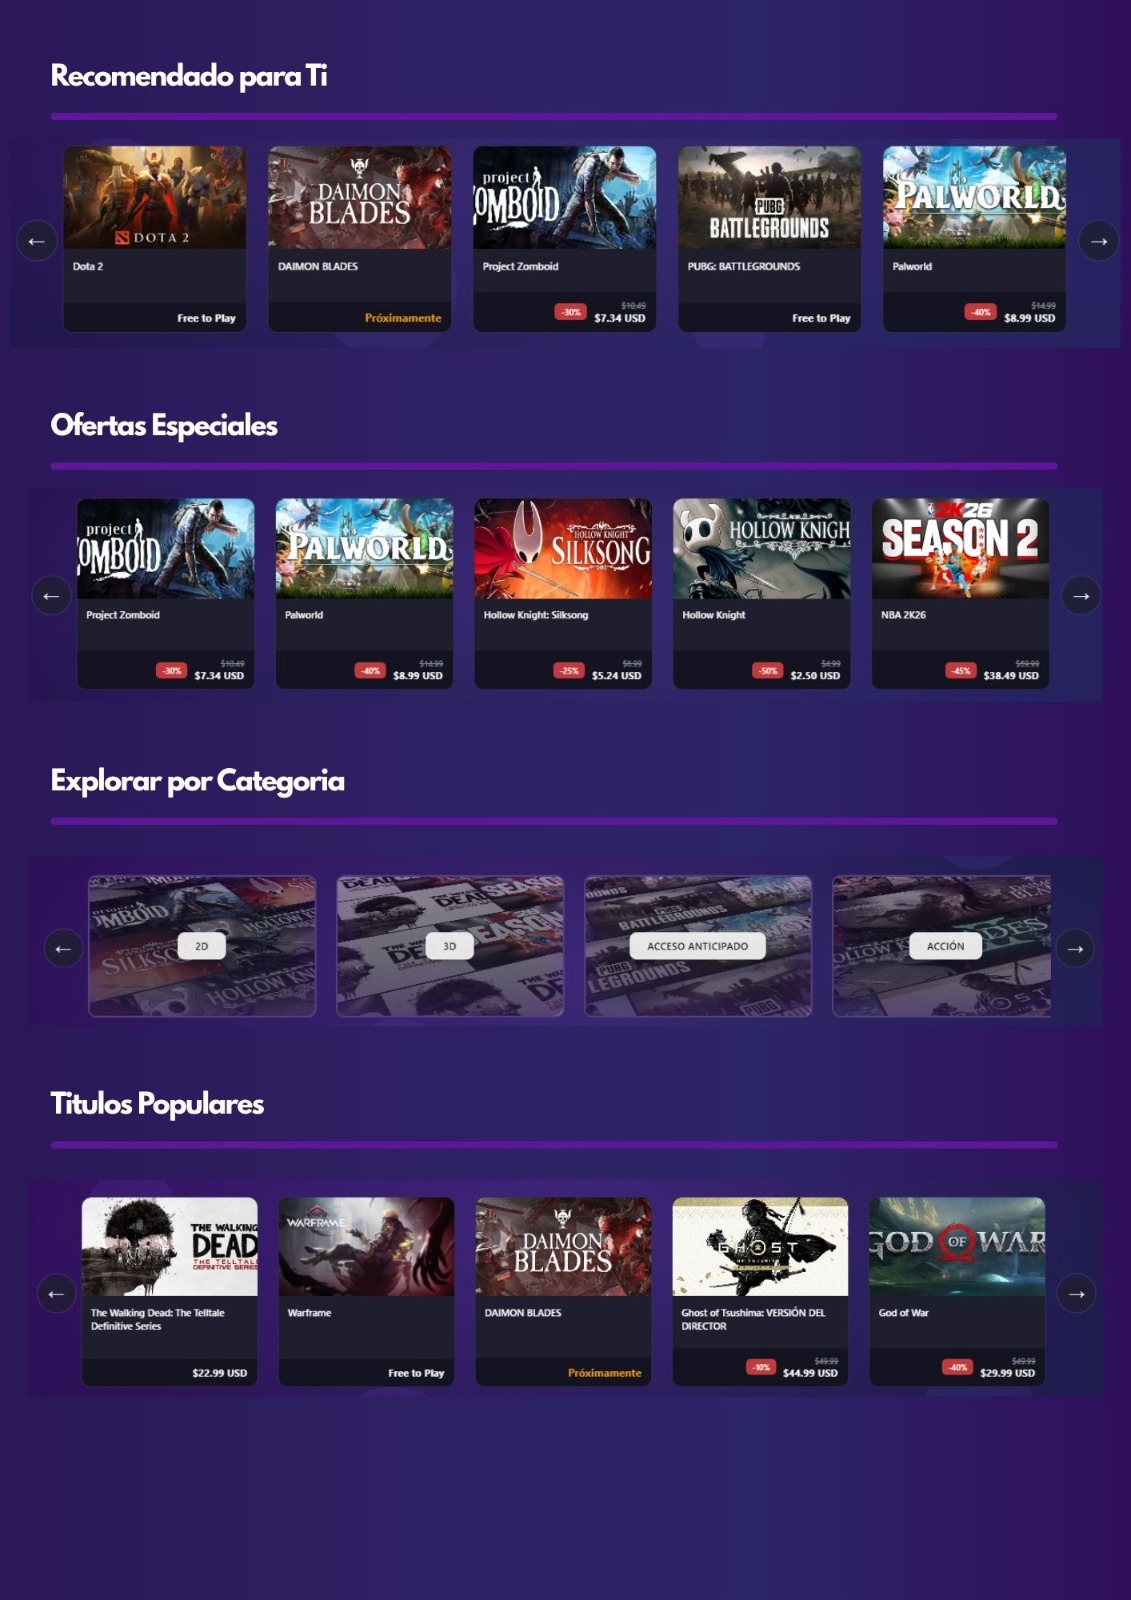 Recomendado para Ti
DOTA 2
DAIMON
BLADES
project
ZOMBOID
PUBG
BATTLEGROUNDS
PALWORLD
←
→
Dota 2
DAIMON BLADES
Project Zomboid
PUBG: BATTLEGROUNDS
Palworld
Free to Play
Próximamente
-30% $10.49
$7.34 USD
Free to Play
-40% $14.99
$8.99 USD
Ofertas Especiales
project
OMBOID
PALWORLD
HOLLOW KNIGHT
SILKSONG
HOLLOW KNIGH
2K26
SEASON 2
←
→
Project Zomboid
Palworld
Hollow Knight: Silksong
Hollow Knight
NBA 2K26
-30% $10.49
$7.34 USD
-40% $14.99
$8.99 USD
-25% $6.99
$5.24 USD
-50% $4.99
$2.50 USD
-45% $69.99
$38.49 USD
Explorar por Categoria
←
2D
3D
ACCESO ANTICIPADO
ACCIÓN
→
Titulos Populares
THE WALKING
DEAD
THE TELLTALE
DEFINITIVE SERIES
WARFRAME
DAIMON
BLADES
GHOST
OF TSUSHIMA
GOD OF WAR
←
→
The Walking Dead: The Telltale
Definitive Series
Warframe
DAIMON BLADES
Ghost of Tsushima: VERSIÓN DEL
DIRECTOR
God of War
$22.99 USD
Free to Play
Próximamente
-10% $49.99
$44.99 USD
-40% $49.99
$29.99 USD